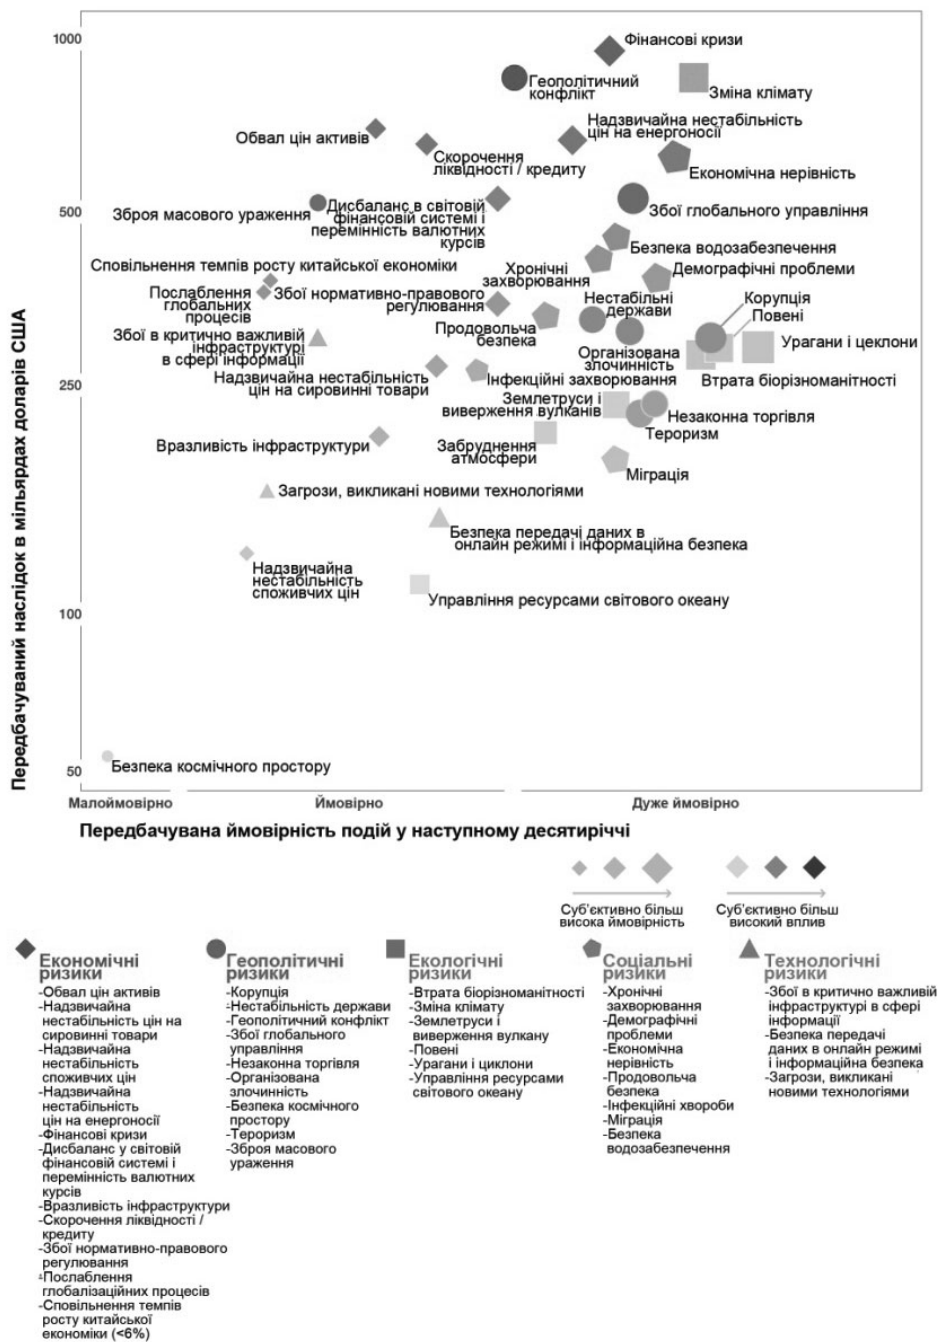 1000
Фінансові кризи
Геополітичний
конфлікт
Зміна клімату
Обвал цін активів
Надзвичайна нестабільність
цін на енергоносії
Скорочення
ліквідності / кредиту
Економічна нерівність
500
Зброя масового ураження
Дисбаланс в світовій
фінансовій системі і
перемінність валютних
курсів
Збої глобального управління
Безпека водозабезпечення
Сповільнення темпів росту китайської економіки
Хронічні
захворювання
Демографічні проблеми
Послаблення
глобальних
процесів
Збої нормативно-правового
регулювання
Нестабільні
держави
Корупція
Повені
Збої в критично важливій
інфраструктурі
в сфері інформації
Продовольча
безпека
Організована
злочинність
Урагани і циклони
250
Надзвичайна нестабільність
цін на сировинні товари
Інфекційні захворювання
Втрата біорізноманітності
Землетруси і
виверження вулканів
Незаконна торгівля
Тероризм
Вразливість інфраструктури
Забруднення
атмосфери
Міграція
Загрози, викликані новими технологіями
Безпека передачі даних в
онлайн режимі і інформаційна безпека
Надзвичайна
нестабільність
споживчих цін
Управління ресурсами світового океану
100
50
Безпека космічного простору
Передбачуваний наслідок в мільярдах доларів США
Малоймовірно
Ймовірно
Дуже ймовірно
Передбачувана ймовірність подій у наступному десятиріччі
Суб'єктивно більш
висока ймовірність
Суб'єктивно більш
високий вплив
Економічні
ризики
-Обвал цін активів
-Надзвичайна
нестабільність цін на
сировинні товари
-Надзвичайна
нестабільність
споживчих цін
-Надзвичайна
нестабільність
цін на енергоносії
-Фінансові кризи
-Дисбаланс у світовій
фінансовій системі і
перемінність валютних
курсів
-Вразливість інфраструктури
-Скорочення ліквідності /
кредиту
-Збої нормативно-правового
регулювання
-Послаблення
глобалізаційних процесів
-Сповільнення темпів
росту китайської
економіки (<6%)
Геополітичні
ризики
-Корупція
-Нестабільність держави
-Геополітичний конфлікт
-Збої глобального
управління
-Незаконна торгівля
-Організована
злочинність
-Безпека космічного
простору
-Тероризм
-Зброя масового
ураження
Екологічні
ризики
-Втрата біорізноманітності
-Зміна клімату
-Землетруси і
виверження вулкану
-Повені
-Урагани і циклони
-Управління ресурсами
світового океану
Соціальні
ризики
-Хронічні
захворювання
-Демографічні
проблеми
-Економічна
нерівність
-Продовольча
безпека
-Інфекційні хвороби
-Міграція
-Безпека
водозабезпечення
Технологічні
ризики
-Збої в критично важливій
інфраструктурі в сфері
інформації
-Безпека передачі
даних в онлайн режимі
і інформаційна безпека
-Загрози, викликані
новими технологіями